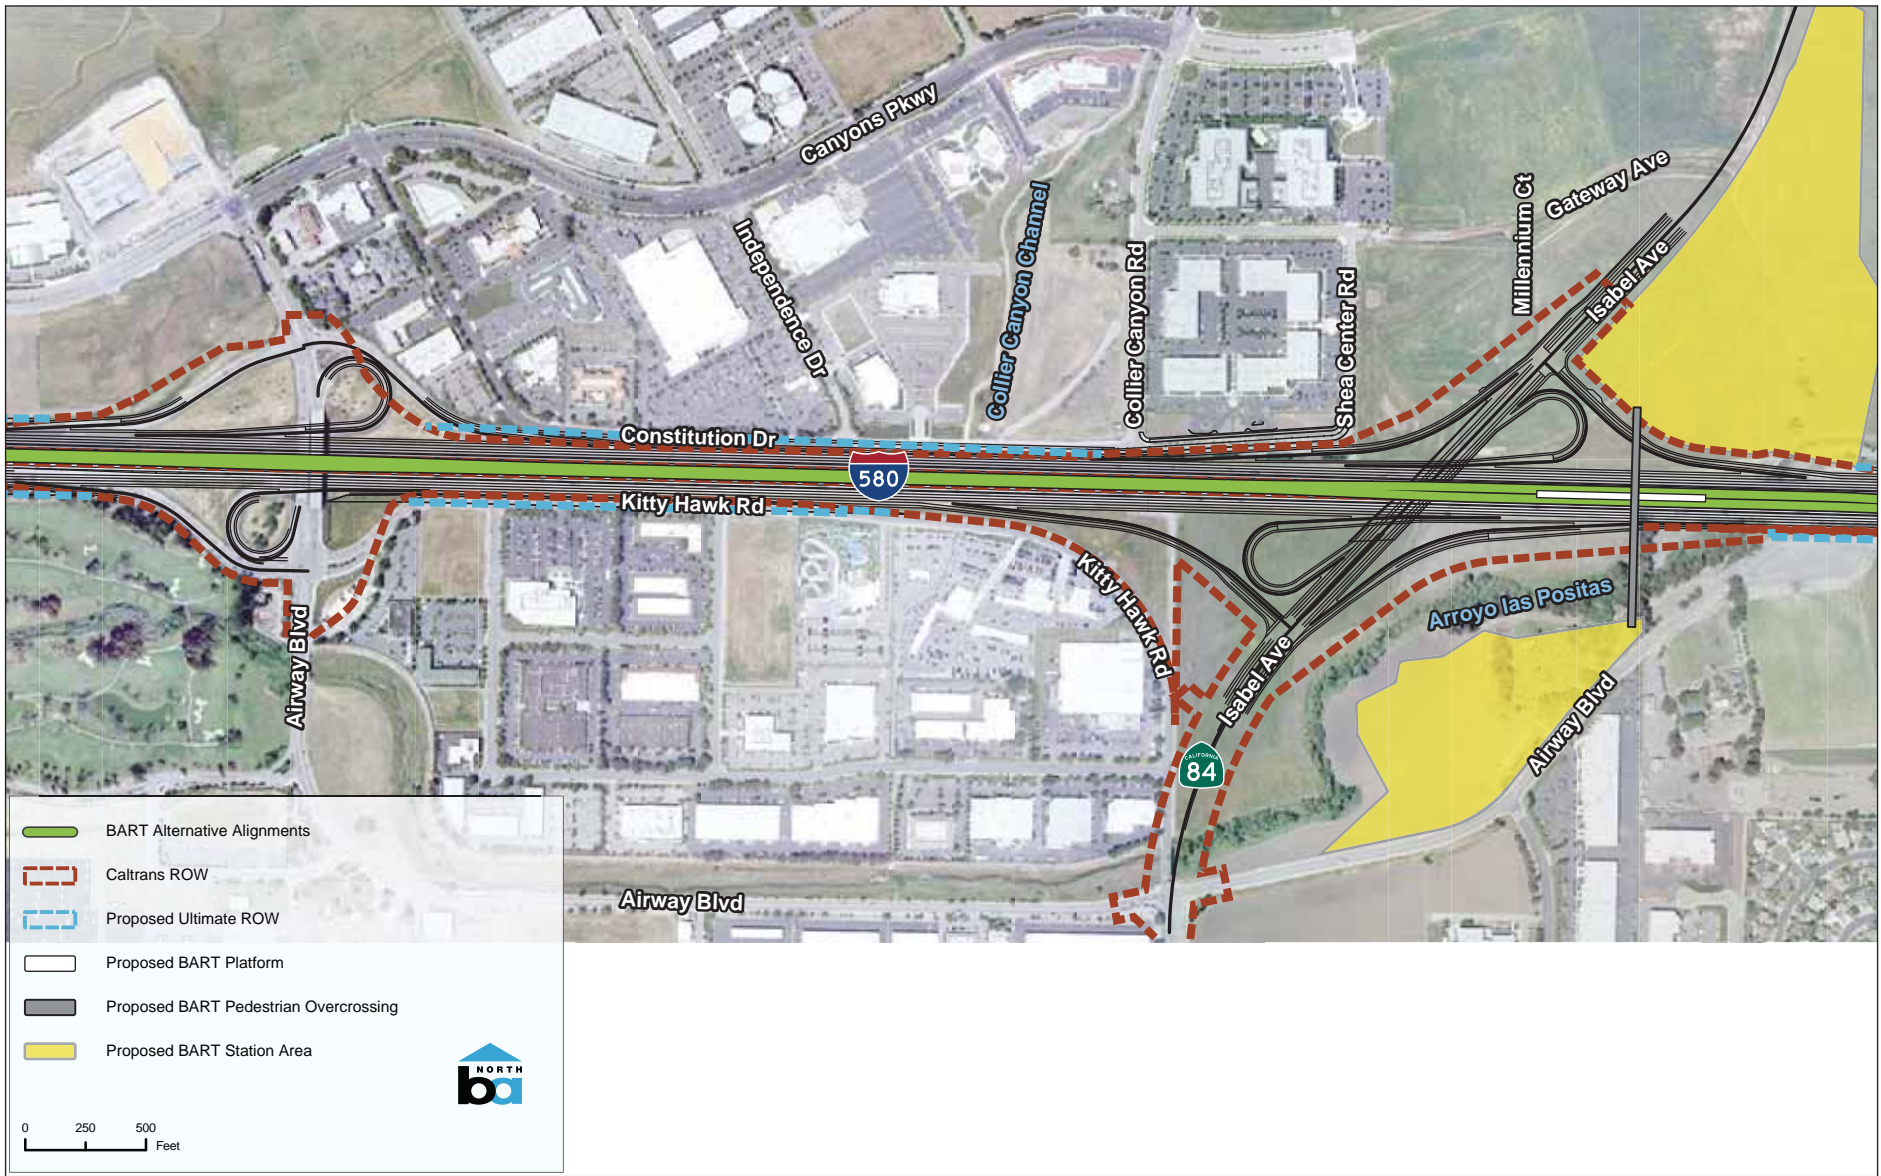 Canyons Pkwy
Independence Dr
Collier Canyon Channel
Collier Canyon Rd
Shea Center Rd
Millennium Ct
Gateway Ave
Isabel Ave
Constitution Dr
580
Kitty Hawk Rd
Kitty Hawk Rd
Airway Blvd
Isabel Ave
CALIFORNIA
84
Arroyo las Positas
Airway Blvd
Airway Blvd
BART Alternative Alignments
Caltrans ROW
Proposed Ultimate ROW
Proposed BART Platform
Proposed BART Pedestrian Overcrossing
Proposed BART Station Area
NORTH
ba
0 250 500
Feet